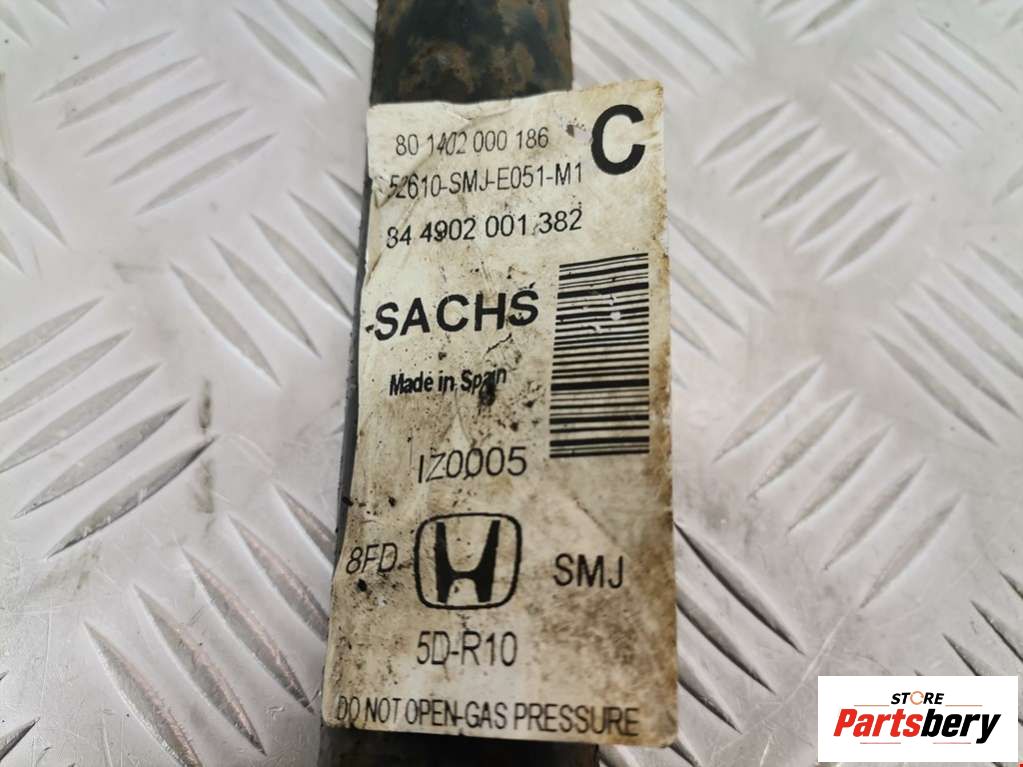 80 1402 000 186
C
52610-SMJ-E051-M1
84 4902 001 382
SACHS
Made in Spain
IZ0005
8FD
SMJ
5D-R10
DO NOT OPEN-GAS PRESSURE
STORE
Partsbery